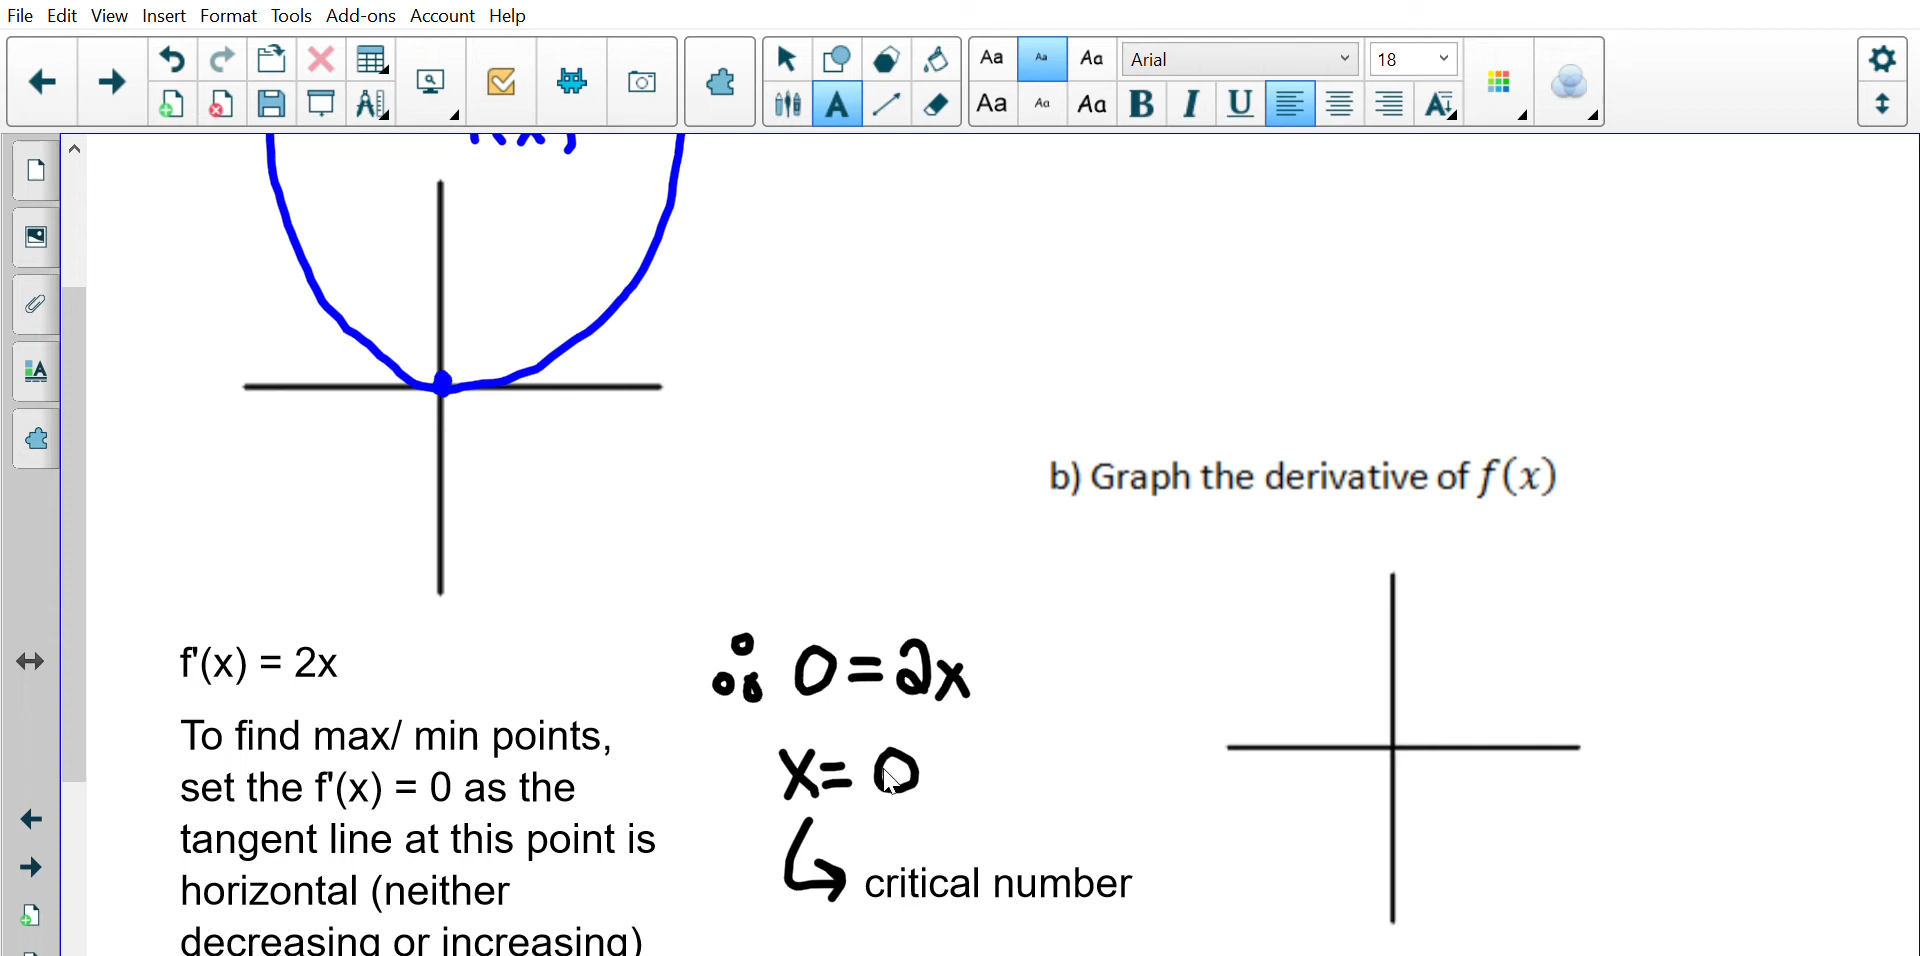 File Edit View Insert Format Tools Add-ons Account Help
Aa Aa Aa Arial 18
A Aa Aa Aa B I U A
b) Graph the derivative of f(x)
f'(x) = 2x
∴ 0=2x
To find max/ min points,
set the f'(x) = 0 as the
tangent line at this point is
horizontal (neither
decreasing or increasing)
x=0
critical number